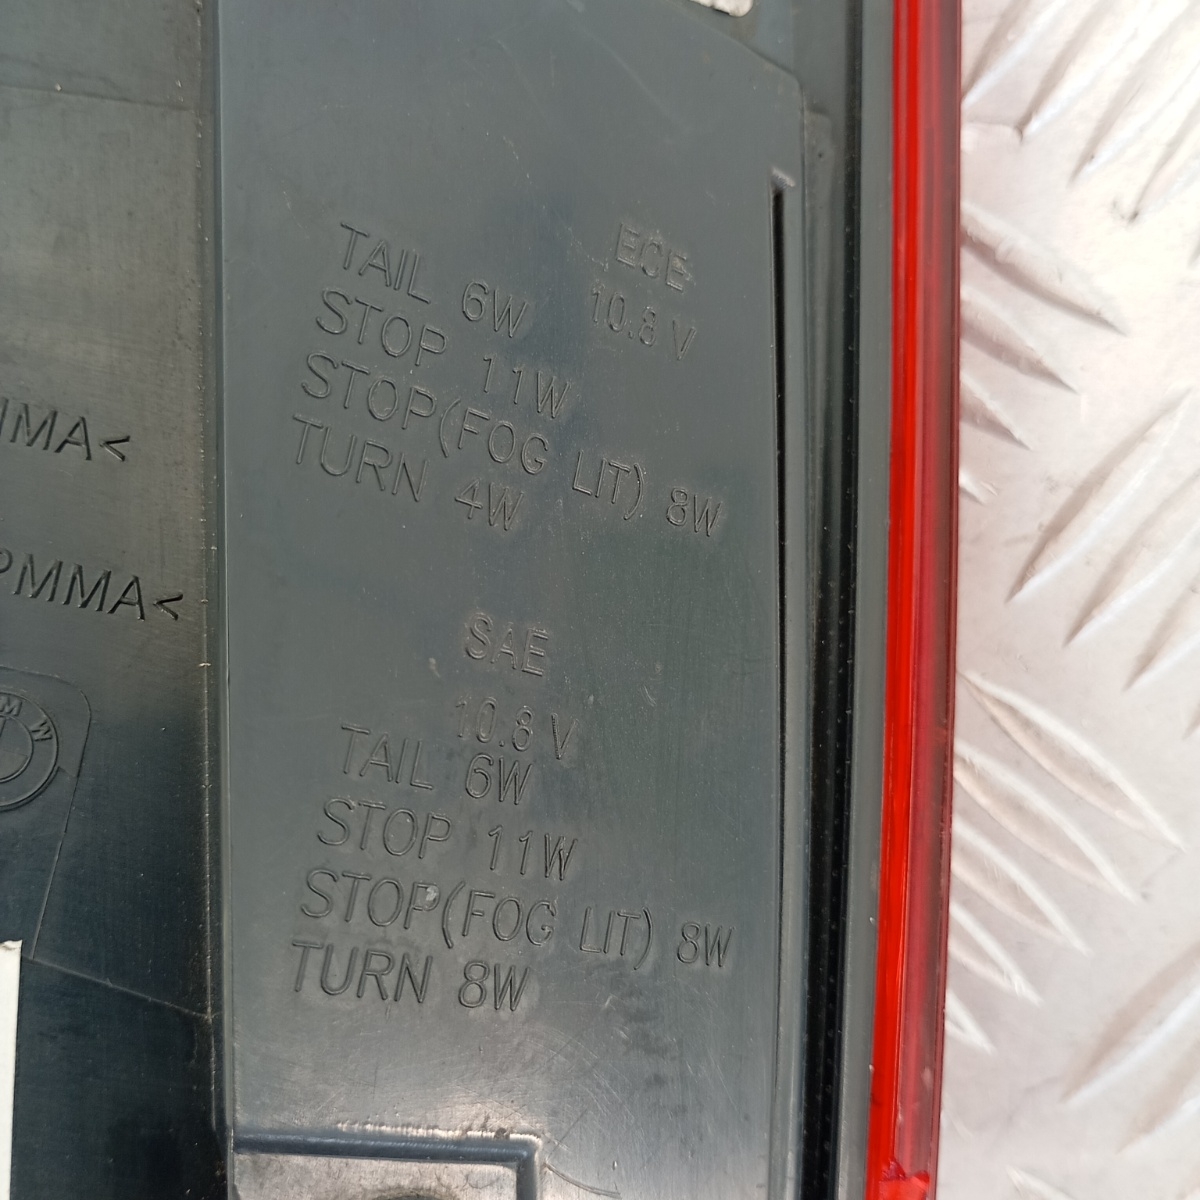 ECE
10.8 V
TAIL 6W
STOP 11W
STOP(FOG LIT) 8W
TURN 4W
SAE
10.8 V
TAIL 6W
STOP 11W
STOP(FOG LIT) 8W
TURN 8W
MMA<
PMMA<
BMW